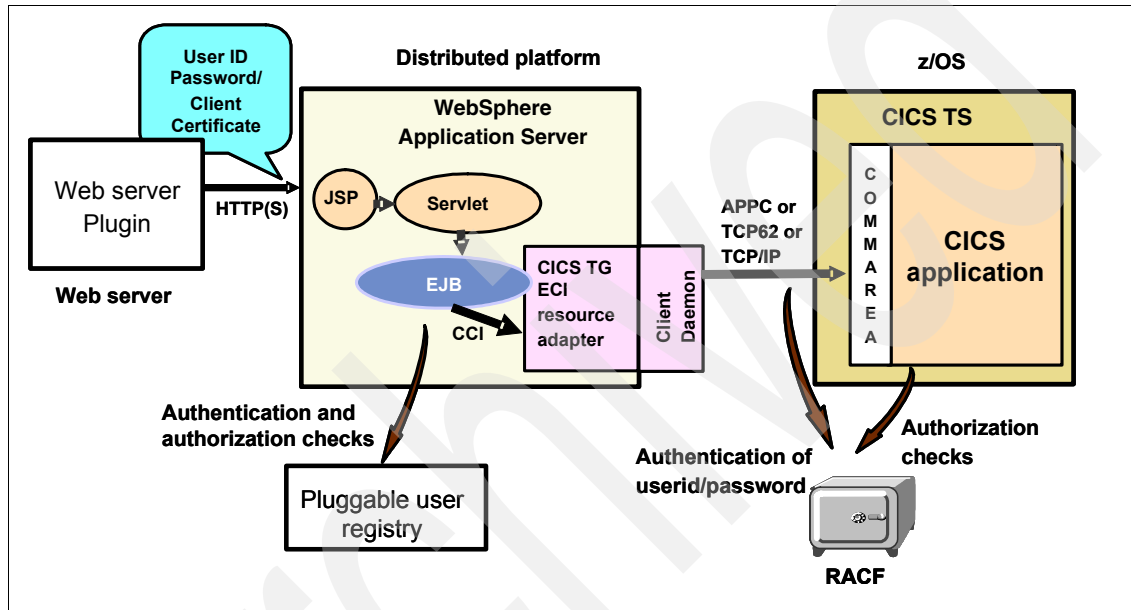 User ID
Password/
Client
Certificate
Distributed platform
z/OS
WebSphere
Application Server
CICS TS
Web server
Plugin
HTTP(S)
JSP
Servlet
EJB
CCI
CICS TG
ECI
resource
adapter
Client
Daemon
APPC or
TCP62 or
TCP/IP
COMMAREA
CICS
application
Web server
Authentication and
authorization checks
Pluggable user
registry
Authentication of
userid/password
Authorization
checks
RACF